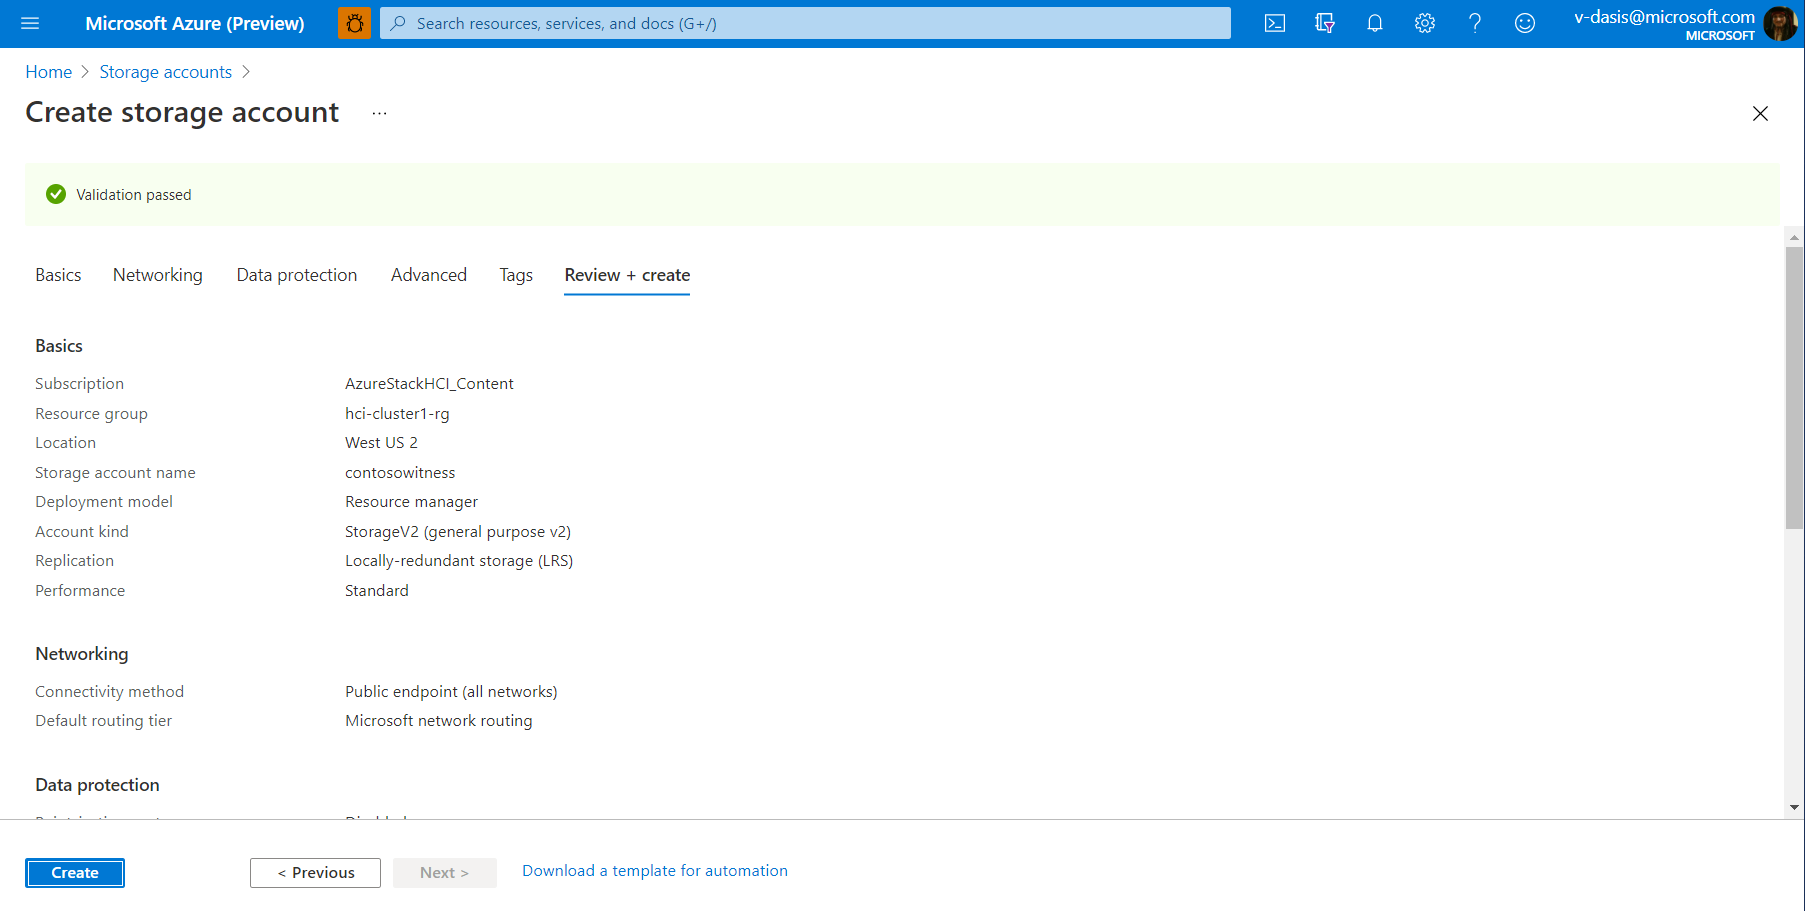 Microsoft Azure (Preview)
Search resources, services, and docs (G+/)
v-dasis@microsoft.com
MICROSOFT
Home > Storage accounts >
Create storage account ...
Validation passed
Basics Networking Data protection Advanced Tags Review + create
Basics
Subscription AzureStackHCI_Content
Resource group hci-cluster1-rg
Location West US 2
Storage account name contosowitness
Deployment model Resource manager
Account kind StorageV2 (general purpose v2)
Replication Locally-redundant storage (LRS)
Performance Standard
Networking
Connectivity method Public endpoint (all networks)
Default routing tier Microsoft network routing
Data protection
Create < Previous Next > Download a template for automation